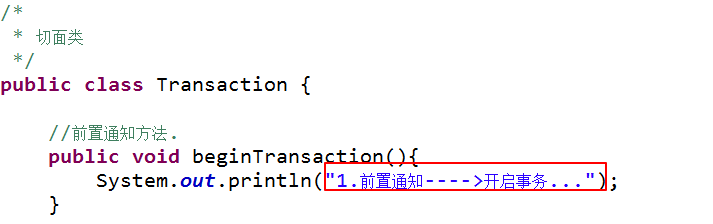 /*
 * 切面类
 */
public class Transaction {
    //前置通知方法.
    public void beginTransaction(){
        System.out.println("1.前置通知---->开启事务...");
    }